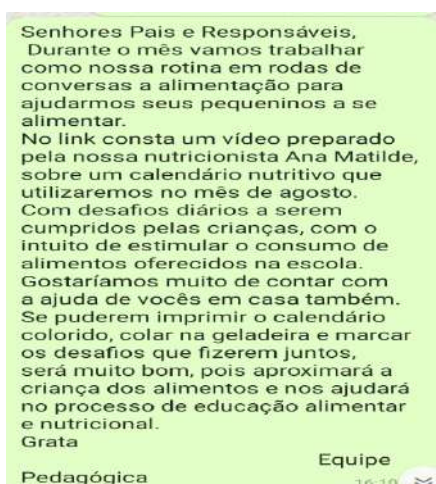 Senhores Pais e Responsáveis,
Durante o mês vamos trabalhar
como nossa rotina em rodas de
conversas a alimentação para
ajudarmos seus pequeninos a se
alimentar.
No link consta um vídeo preparado
pela nossa nutricionista Ana Matilde,
sobre um calendário nutritivo que
utilizaremos no mês de agosto.
Com desafios diários a serem
cumpridos pelas crianças, com o
intuito de estimular o consumo de
alimentos oferecidos na escola.
Gostaríamos muito de contar com
a ajuda de vocês em casa também.
Se puderem imprimir o calendário
colorido, colar na geladeira e marcar
os desafios que fizerem juntos,
será muito bom, pois aproximará a
criança dos alimentos e nos ajudará
no processo de educação alimentar
e nutricional.
Grata
Equipe
Pedagógica
16:10